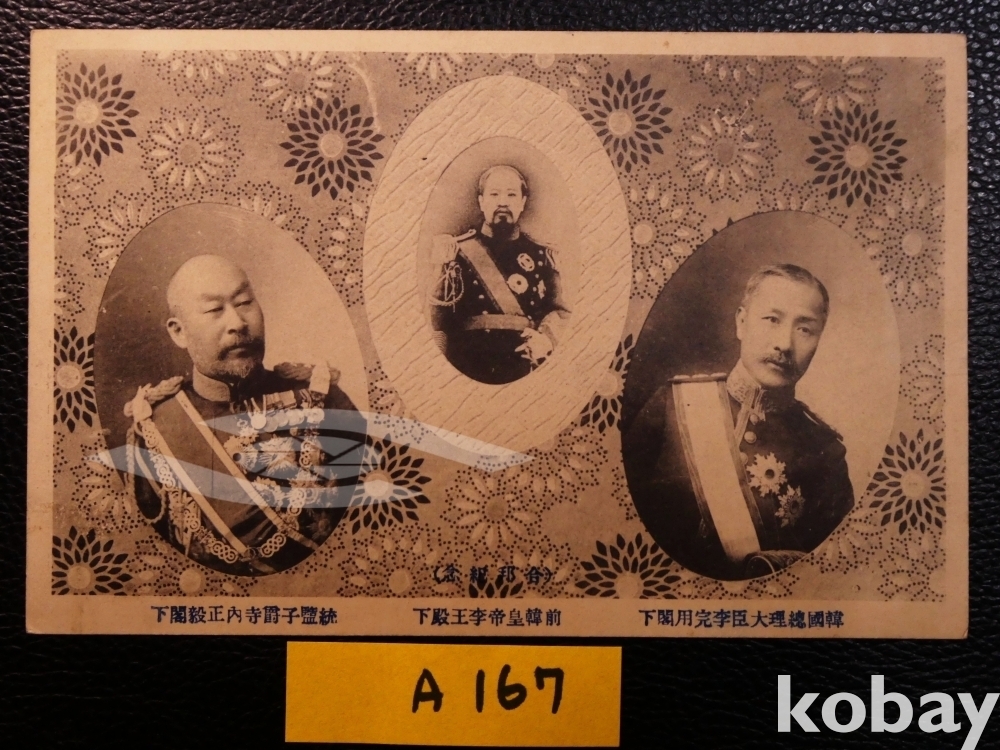 (合邦紀念)
韓國總理大臣李完用閣下
前韓皇帝李王殿下
統監子爵寺內正毅閣下
A 167
kobay